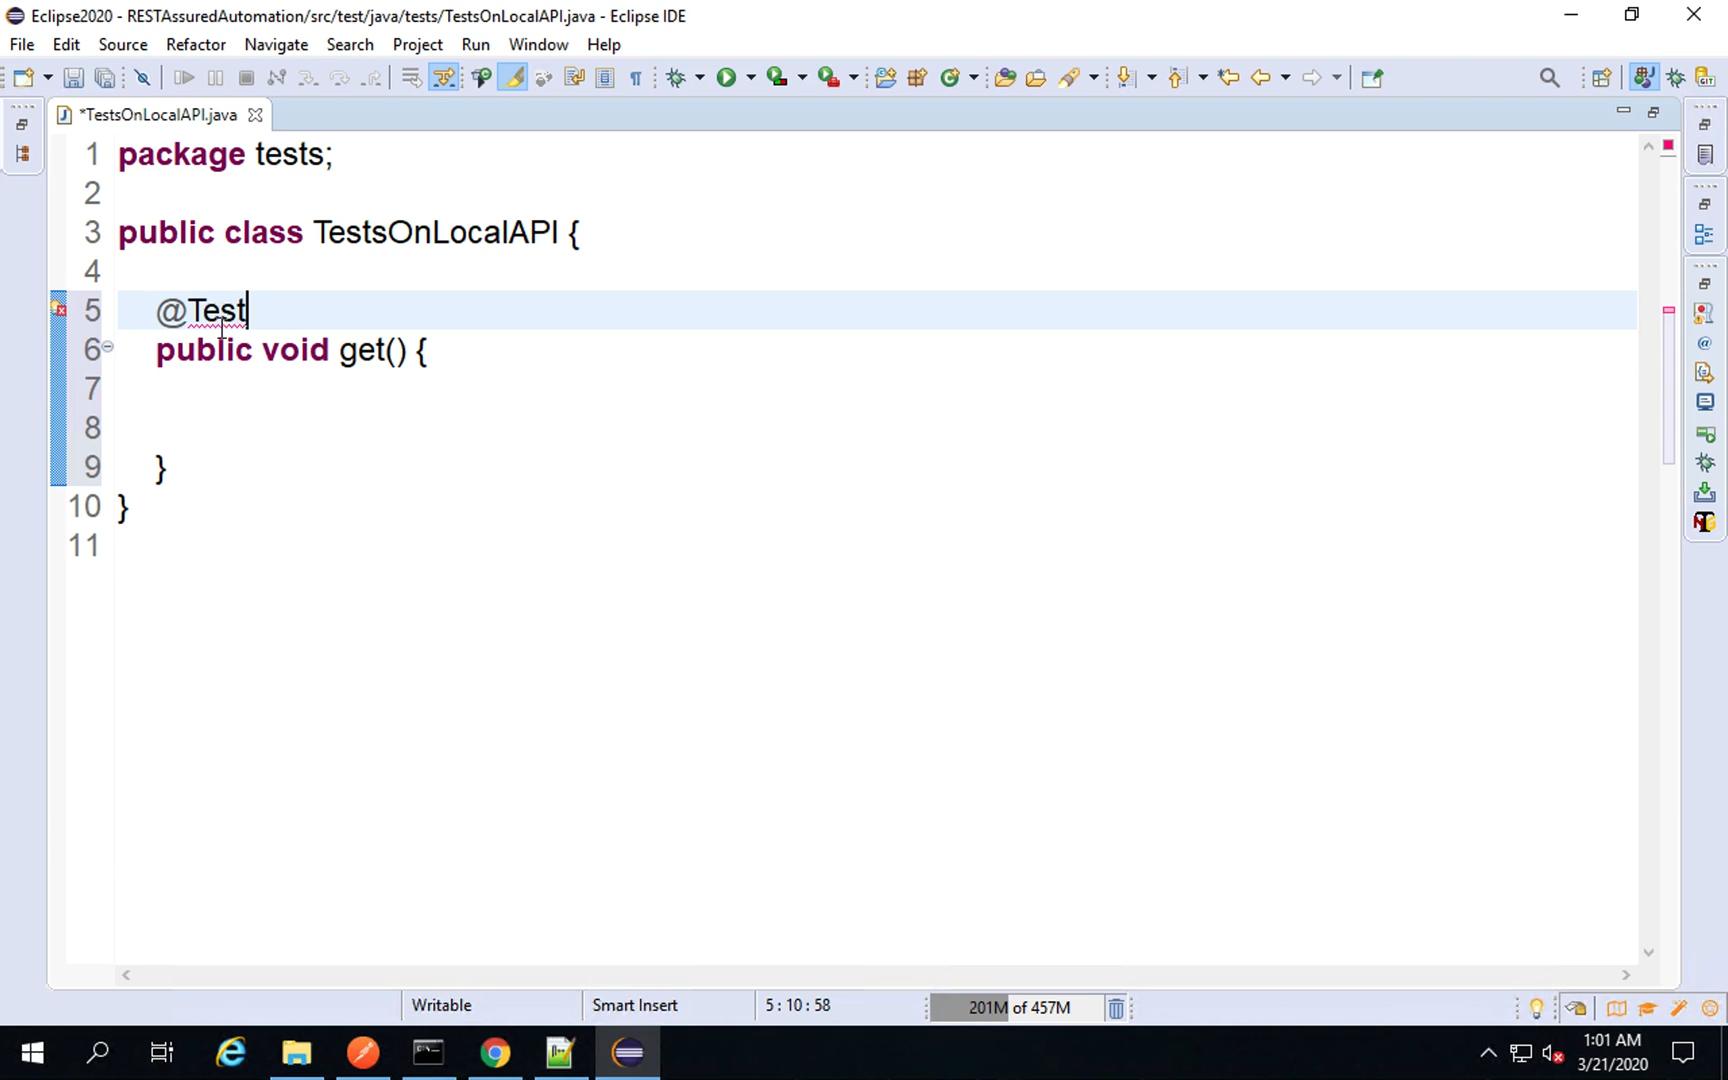 Eclipse2020 - RESTAssuredAutomation/src/test/java/tests/TestsOnLocalAPI.java - Eclipse IDE
File Edit Source Refactor Navigate Search Project Run Window Help
*TestsOnLocalAPI.java
1 package tests;
2
3 public class TestsOnLocalAPI {
4
5 @Test
6 public void get() {
7
8
9 }
10 }
11
Writable Smart Insert 5 : 10 : 58 201M of 457M
1:01 AM
3/21/2020